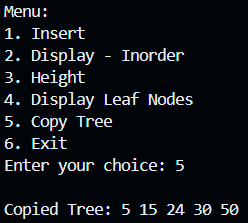 Menu:
1. Insert
2. Display - Inorder
3. Height
4. Display Leaf Nodes
5. Copy Tree
6. Exit
Enter your choice: 5
Copied Tree: 5 15 24 30 50